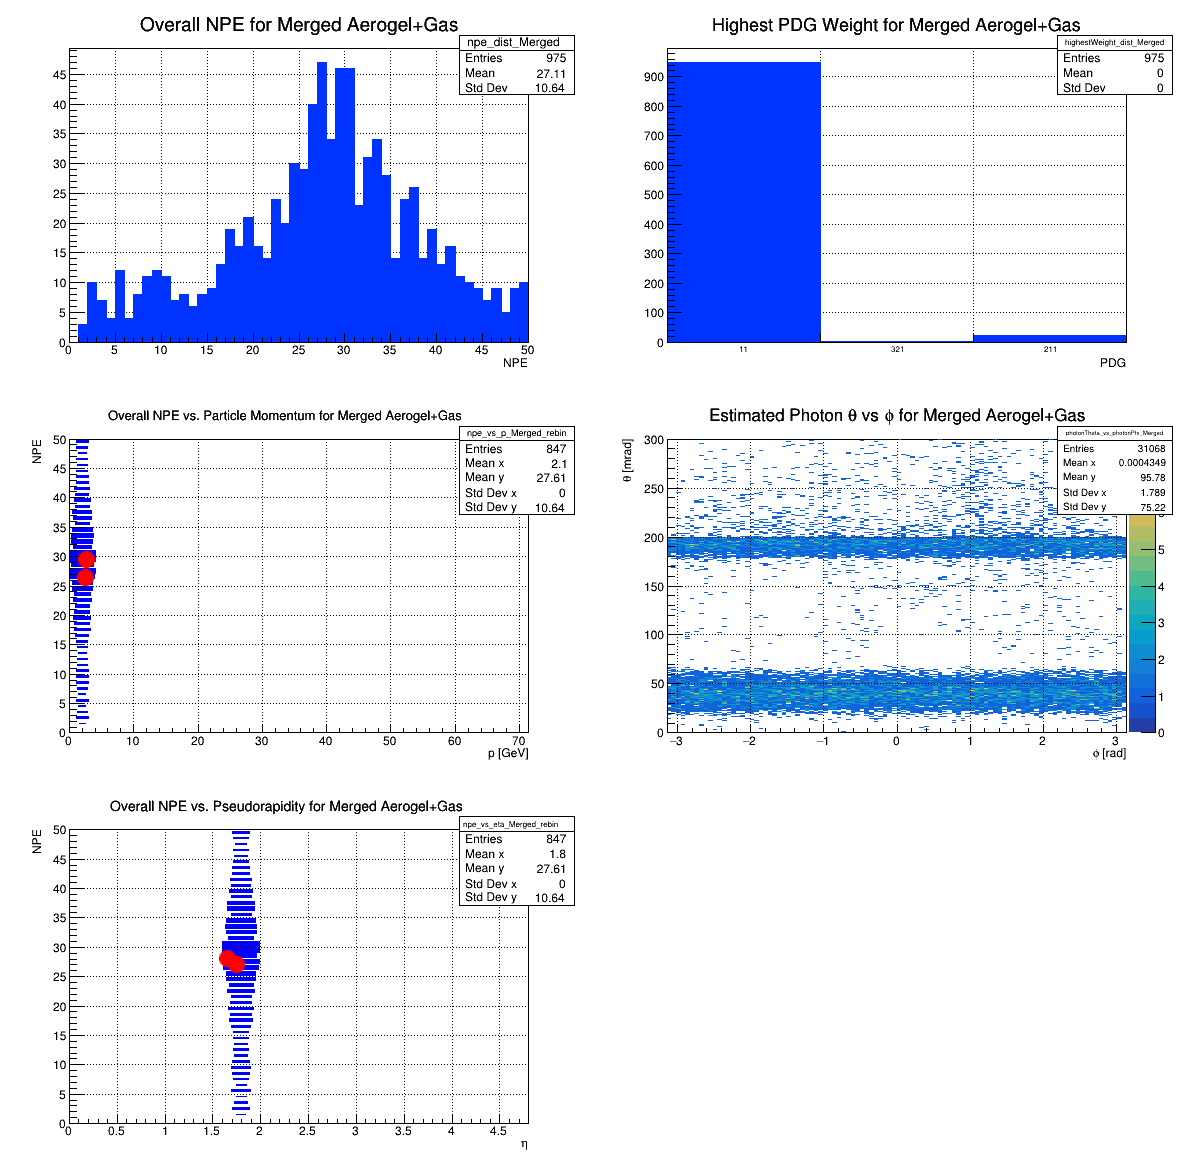 Overall NPE for Merged Aerogel+Gas
npe_dist_Merged
Entries 975
Mean 27.11
Std Dev 10.64
45
40
35
30
25
20
15
10
5
0
0 5 10 15 20 25 30 35 40 45 50
NPE
Highest PDG Weight for Merged Aerogel+Gas
highestWeight_dist_Merged
Entries 975
Mean 0
Std Dev 0
900
800
700
600
500
400
300
200
100
0
11 321 211
PDG
Overall NPE vs. Particle Momentum for Merged Aerogel+Gas
NPE
npe_vs_p_Merged_rebin
Entries 847
Mean x 2.1
Mean y 27.61
Std Dev x 0
Std Dev y 10.64
50
45
40
35
30
25
20
15
10
5
0
0 10 20 30 40 50 60 70
p [GeV]
Estimated Photon θ vs ϕ for Merged Aerogel+Gas
θ [mrad]
photonTheta_vs_photonPhi_Merged
Entries 31068
Mean x 0.0004349
Mean y 95.78
Std Dev x 1.789
Std Dev y 75.22
300
250
200
150
100
50
0
−3 −2 −1 0 1 2 3
ϕ [rad]
5
4
3
2
1
0
Overall NPE vs. Pseudorapidity for Merged Aerogel+Gas
NPE
npe_vs_eta_Merged_rebin
Entries 847
Mean x 1.8
Mean y 27.61
Std Dev x 0
Std Dev y 10.64
50
45
40
35
30
25
20
15
10
5
0
0 0.5 1 1.5 2 2.5 3 3.5 4 4.5
η